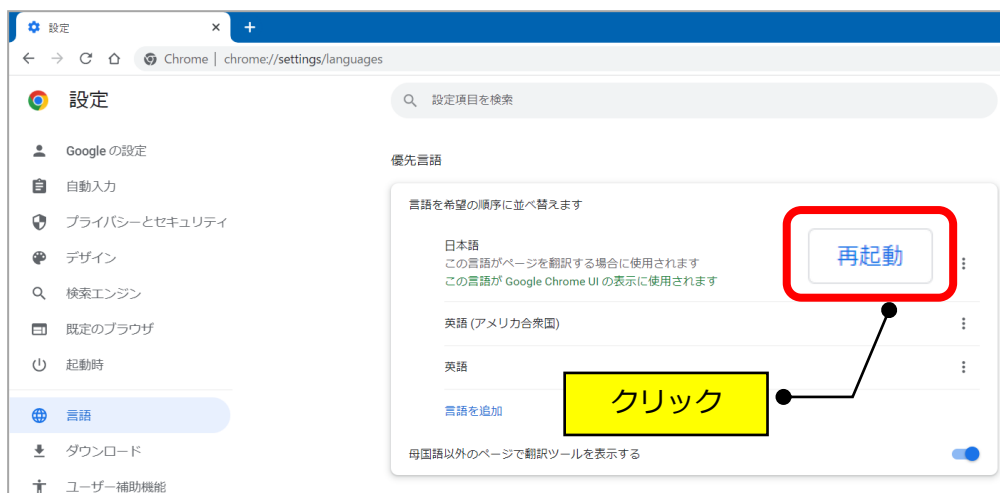 設定
Chrome | chrome://settings/languages
設定
設定項目を検索
Google の設定
自動入力
プライバシーとセキュリティ
デザイン
検索エンジン
既定のブラウザ
起動時
言語
ダウンロード
ユーザー補助機能
優先言語
言語を希望の順序に並べ替えます
日本語
この言語がページを翻訳する場合に使用されます
この言語が Google Chrome UI の表示に使用されます
再起動
英語 (アメリカ合衆国)
英語
クリック
言語を追加
母国語以外のページで翻訳ツールを表示する